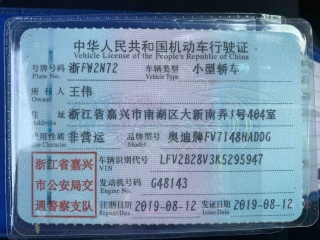 中华人民共和国机动车行驶证
Vehicle License of the People's Republic of China
号牌号码 浙FW2N72 车辆类型 小型轿车
Plate No. Vehicle Type
所有人 王伟
Owner
住址 浙江省嘉兴市南湖区大新南弄1号404室
Address
使用性质 非营运 品牌型号 奥迪牌FV7148HADDG
浙江省嘉兴
市公安局交
通警察支队
车辆识别代号 LFV2B28V3K5295947
VIN
发动机号码 G48143
Engine No.
注册日期 2019-08-12 发证日期 2019-08-12
Register Date Issue Date